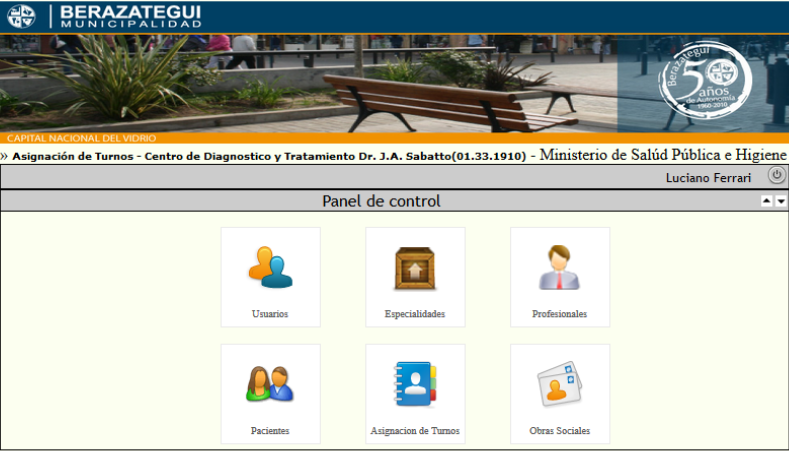 BERAZATEGUI
MUNICIPALIDAD
Berazategui
50
años
de Autonomía
1960-2010
CAPITAL NACIONAL DEL VIDRIO
» Asignación de Turnos - Centro de Diagnostico y Tratamiento Dr. J.A. Sabatto(01.33.1910) - Ministerio de Salúd Pública e Higiene
Luciano Ferrari
Panel de control
Usuarios
Especialidades
Profesionales
Pacientes
Asignacion de Turnos
Obras Sociales